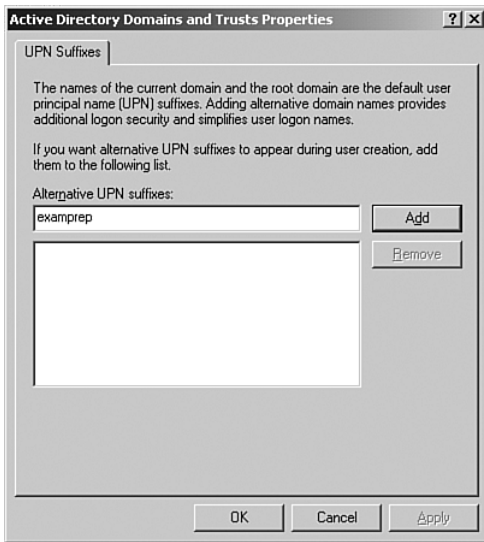 Active Directory Domains and Trusts Properties ? X
UPN Suffixes
The names of the current domain and the root domain are the default user
principal name (UPN) suffixes. Adding alternative domain names provides
additional logon security and simplifies user logon names.
If you want alternative UPN suffixes to appear during user creation, add
them to the following list.
Alternative UPN suffixes:
examprep
Add
Remove
OK Cancel Apply